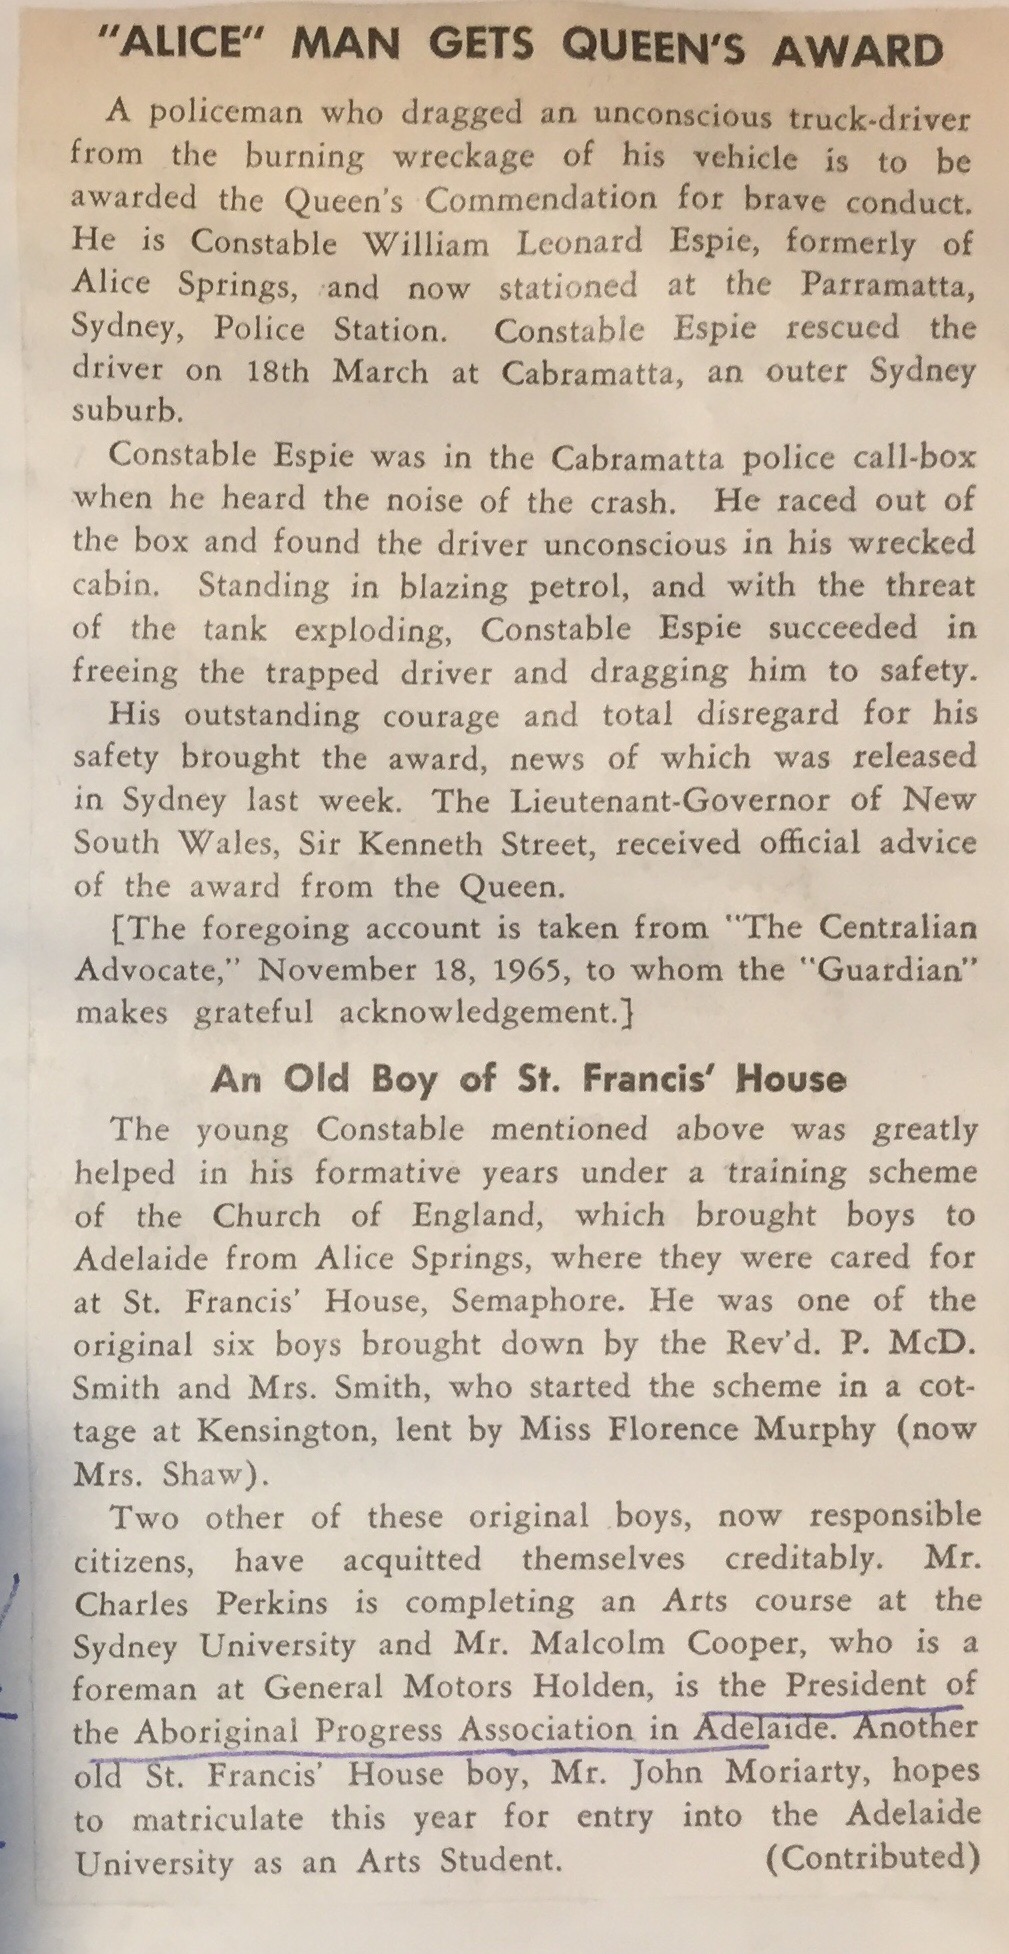 "ALICE" MAN GETS QUEEN'S AWARD
A policeman who dragged an unconscious truck-driver
from the burning wreckage of his vehicle is to be
awarded the Queen's Commendation for brave conduct.
He is Constable William Leonard Espie, formerly of
Alice Springs, and now stationed at the Parramatta,
Sydney, Police Station. Constable Espie rescued the
driver on 18th March at Cabramatta, an outer Sydney
suburb.
Constable Espie was in the Cabramatta police call-box
when he heard the noise of the crash. He raced out of
the box and found the driver unconscious in his wrecked
cabin. Standing in blazing petrol, and with the threat
of the tank exploding, Constable Espie succeeded in
freeing the trapped driver and dragging him to safety.
His outstanding courage and total disregard for his
safety brought the award, news of which was released
in Sydney last week. The Lieutenant-Governor of New
South Wales, Sir Kenneth Street, received official advice
of the award from the Queen.
[The foregoing account is taken from "The Centralian
Advocate," November 18, 1965, to whom the "Guardian"
makes grateful acknowledgement.]
An Old Boy of St. Francis' House
The young Constable mentioned above was greatly
helped in his formative years under a training scheme
of the Church of England, which brought boys to
Adelaide from Alice Springs, where they were cared for
at St. Francis' House, Semaphore. He was one of the
original six boys brought down by the Rev'd. P. McD.
Smith and Mrs. Smith, who started the scheme in a cot-
tage at Kensington, lent by Miss Florence Murphy (now
Mrs. Shaw).
Two other of these original boys, now responsible
citizens, have acquitted themselves creditably. Mr.
Charles Perkins is completing an Arts course at the
Sydney University and Mr. Malcolm Cooper, who is a
foreman at General Motors Holden, is the President of
the Aboriginal Progress Association in Adelaide. Another
old St. Francis' House boy, Mr. John Moriarty, hopes
to matriculate this year for entry into the Adelaide
University as an Arts Student. (Contributed)